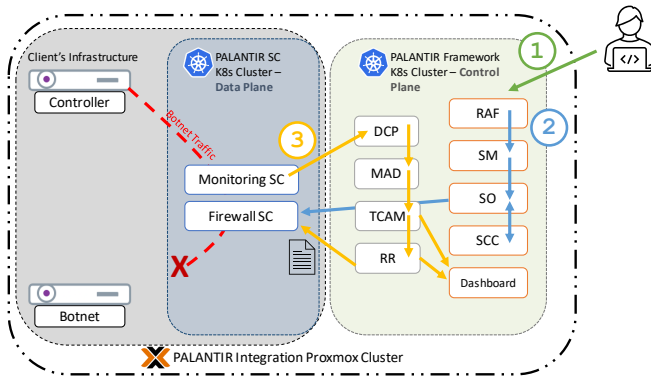 Client's Infrastructure
Controller
Botnet Traffic
Botnet
PALANTIR SC
K8s Cluster –
Data Plane
Monitoring SC
Firewall SC
X
3
PALANTIR Framework
K8s Cluster – Control
Plane
1
</>
2
DCP
MAD
TCAM
RR
RAF
SM
SO
SCC
Dashboard
PALANTIR Integration Proxmox Cluster